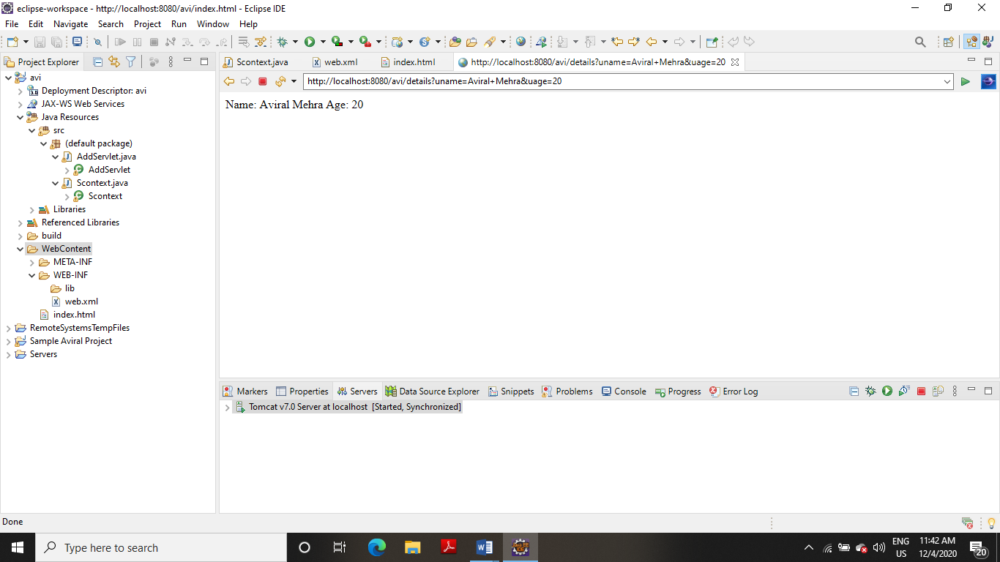 eclipse-workspace - http://localhost:8080/avi/index.html - Eclipse IDE
File Edit Navigate Search Project Run Window Help
Project Explorer
Scontext.java web.xml index.html http://localhost:8080/avi/details?uname=Aviral+Mehra&uage=20
http://localhost:8080/avi/details?uname=Aviral+Mehra&uage=20
Name: Aviral Mehra Age: 20
avi
3.0 Deployment Descriptor: avi
JAX-WS Web Services
Java Resources
src
(default package)
AddServlet.java
AddServlet
Scontext.java
Scontext
Libraries
Referenced Libraries
build
WebContent
META-INF
WEB-INF
lib
web.xml
index.html
RemoteSystemsTempFiles
Sample Aviral Project
Servers
Markers Properties Servers Data Source Explorer Snippets Problems Console Progress Error Log
Tomcat v7.0 Server at localhost [Started, Synchronized]
Done
Type here to search
ENG
US
11:42 AM
12/4/2020
20